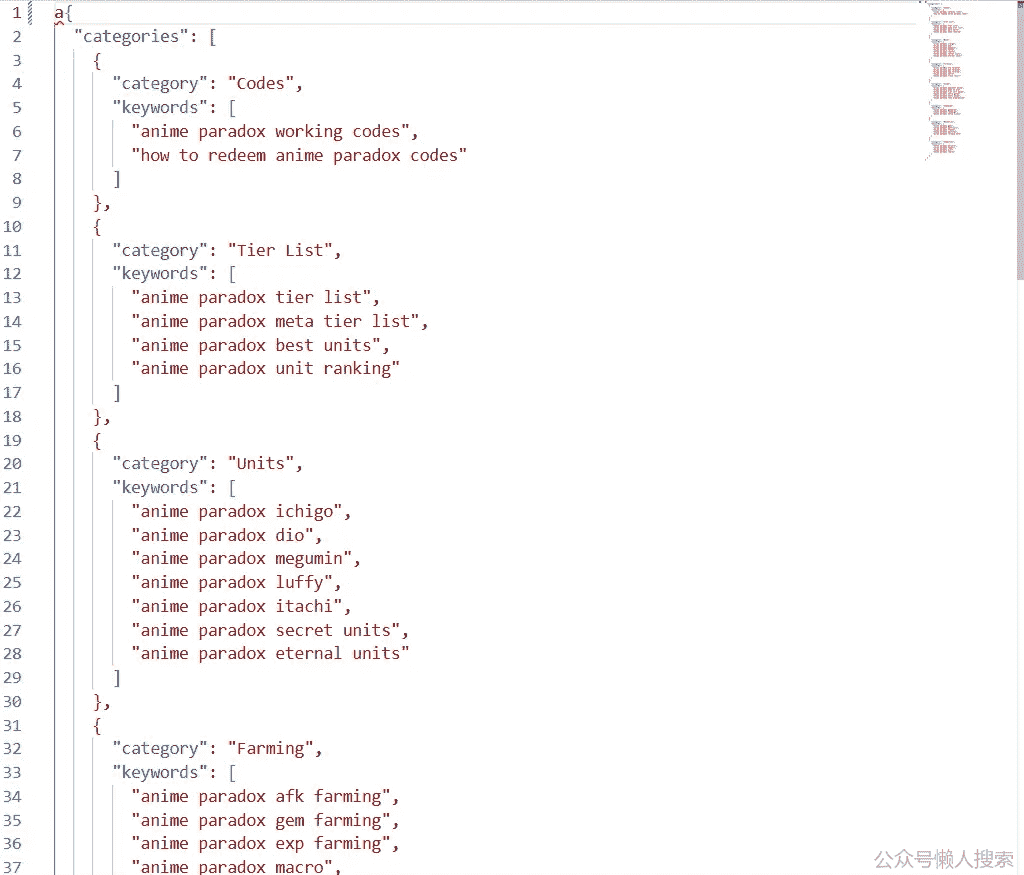 1 a{
2 "categories": [
3 {
4 "category": "Codes",
5 "keywords": [
6 "anime paradox working codes",
7 "how to redeem anime paradox codes"
8 ]
9 },
10 {
11 "category": "Tier List",
12 "keywords": [
13 "anime paradox tier list",
14 "anime paradox meta tier list",
15 "anime paradox best units",
16 "anime paradox unit ranking"
17 ]
18 },
19 {
20 "category": "Units",
21 "keywords": [
22 "anime paradox ichigo",
23 "anime paradox dio",
24 "anime paradox megumin",
25 "anime paradox luffy",
26 "anime paradox itachi",
27 "anime paradox secret units",
28 "anime paradox eternal units"
29 ]
30 },
31 {
32 "category": "Farming",
33 "keywords": [
34 "anime paradox afk farming",
35 "anime paradox gem farming",
36 "anime paradox exp farming",
37 "anime paradox macro",
公众号懒人搜索